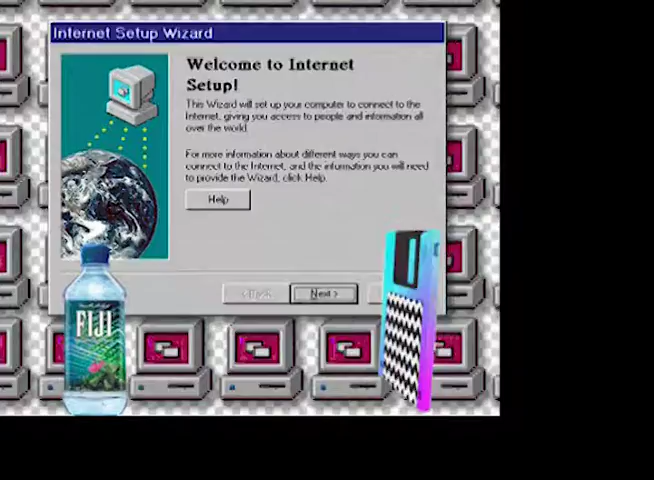 Internet Setup Wizard
Welcome to Internet
Setup!
This Wizard will set up your computer to connect to the
Internet, giving you access to people and information all
over the world.
For more information about different ways you can
connect to the Internet, and the information you will need
to provide the Wizard, click Help.
Help
< Back
Next >
FIJI